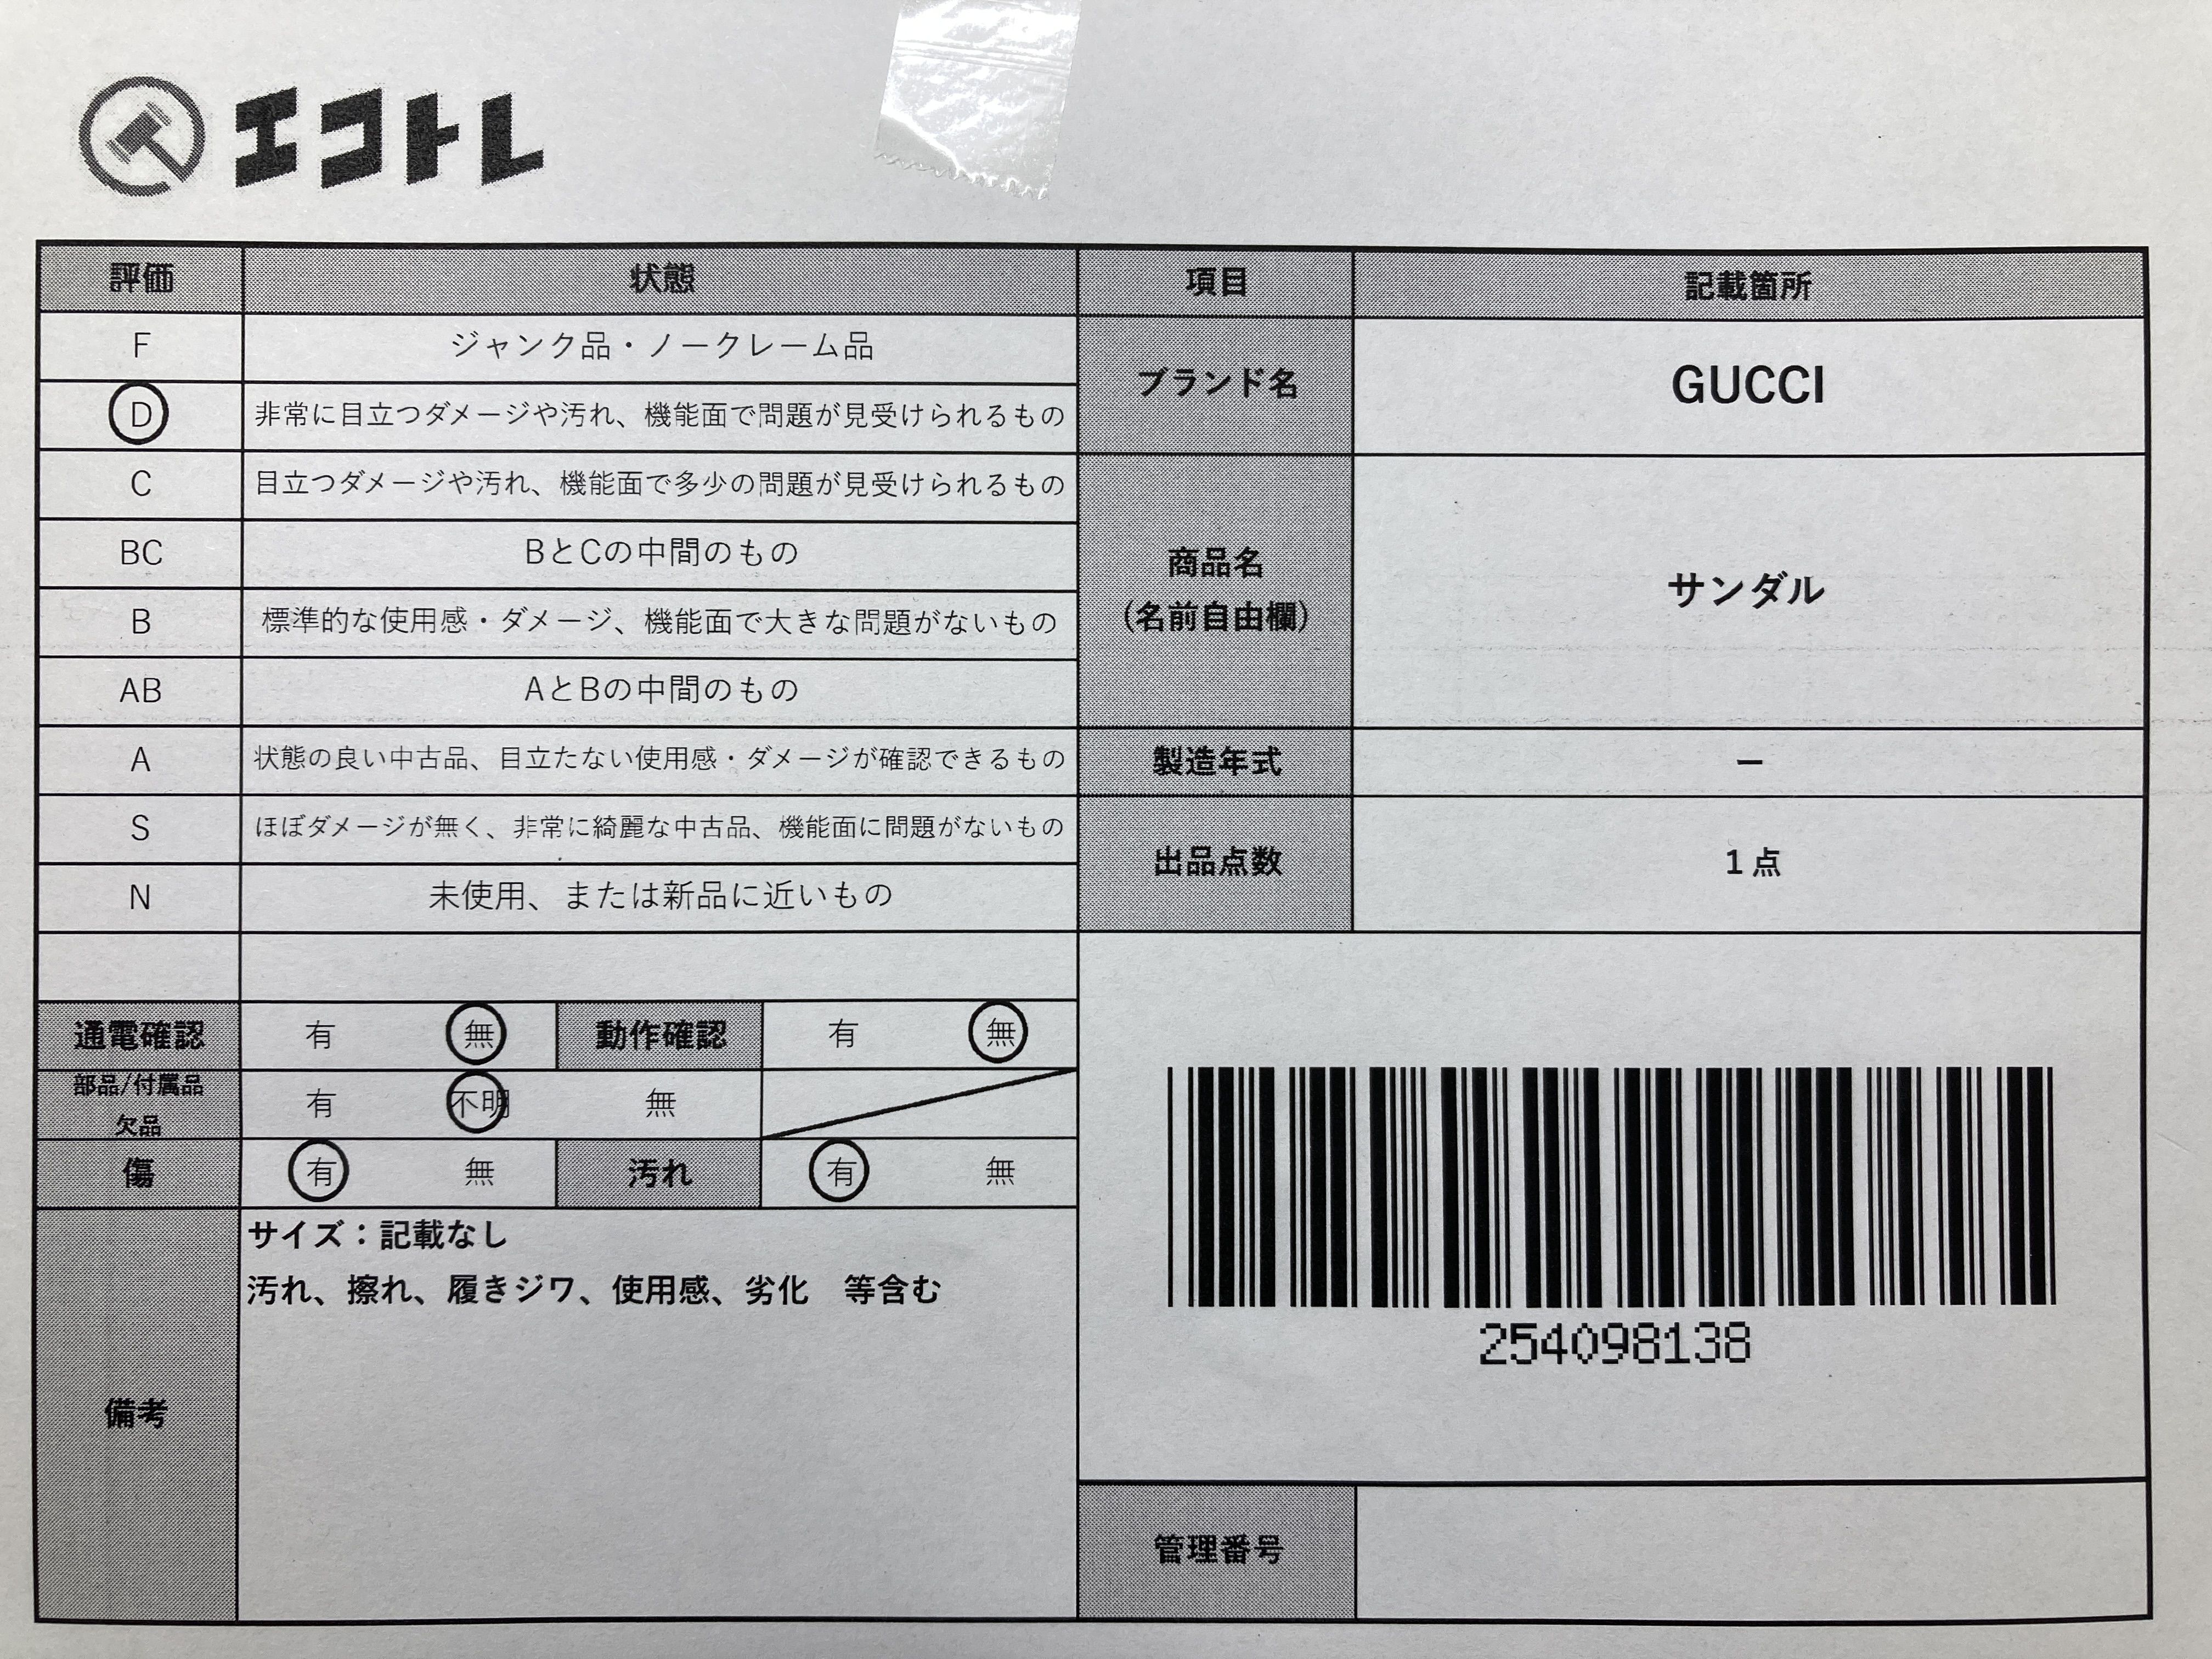 エコトレ
評価 状態 項目 記載箇所
F ジャンク品・ノークレーム品
D 非常に目立つダメージや汚れ、機能面で問題が見受けられるもの
ブランド名 GUCCI
C 目立つダメージや汚れ、機能面で多少の問題が見受けられるもの
BC BとCの中間のもの
B 標準的な使用感・ダメージ、機能面で大きな問題がないもの
商品名
（名前自由欄）
サンダル
AB AとBの中間のもの
A 状態の良い中古品、目立たない使用感・ダメージが確認できるもの
製造年式 ー
S ほぼダメージが無く、非常に綺麗な中古品、機能面に問題がないもの
出品点数 1点
N 未使用、または新品に近いもの
通電確認 有 無 動作確認 有 無
部品/付属品
欠品
有 不明 無
傷 有 無 汚れ 有 無
備考
サイズ：記載なし
汚れ、擦れ、履きジワ、使用感、劣化　等含む
254098138
管理番号